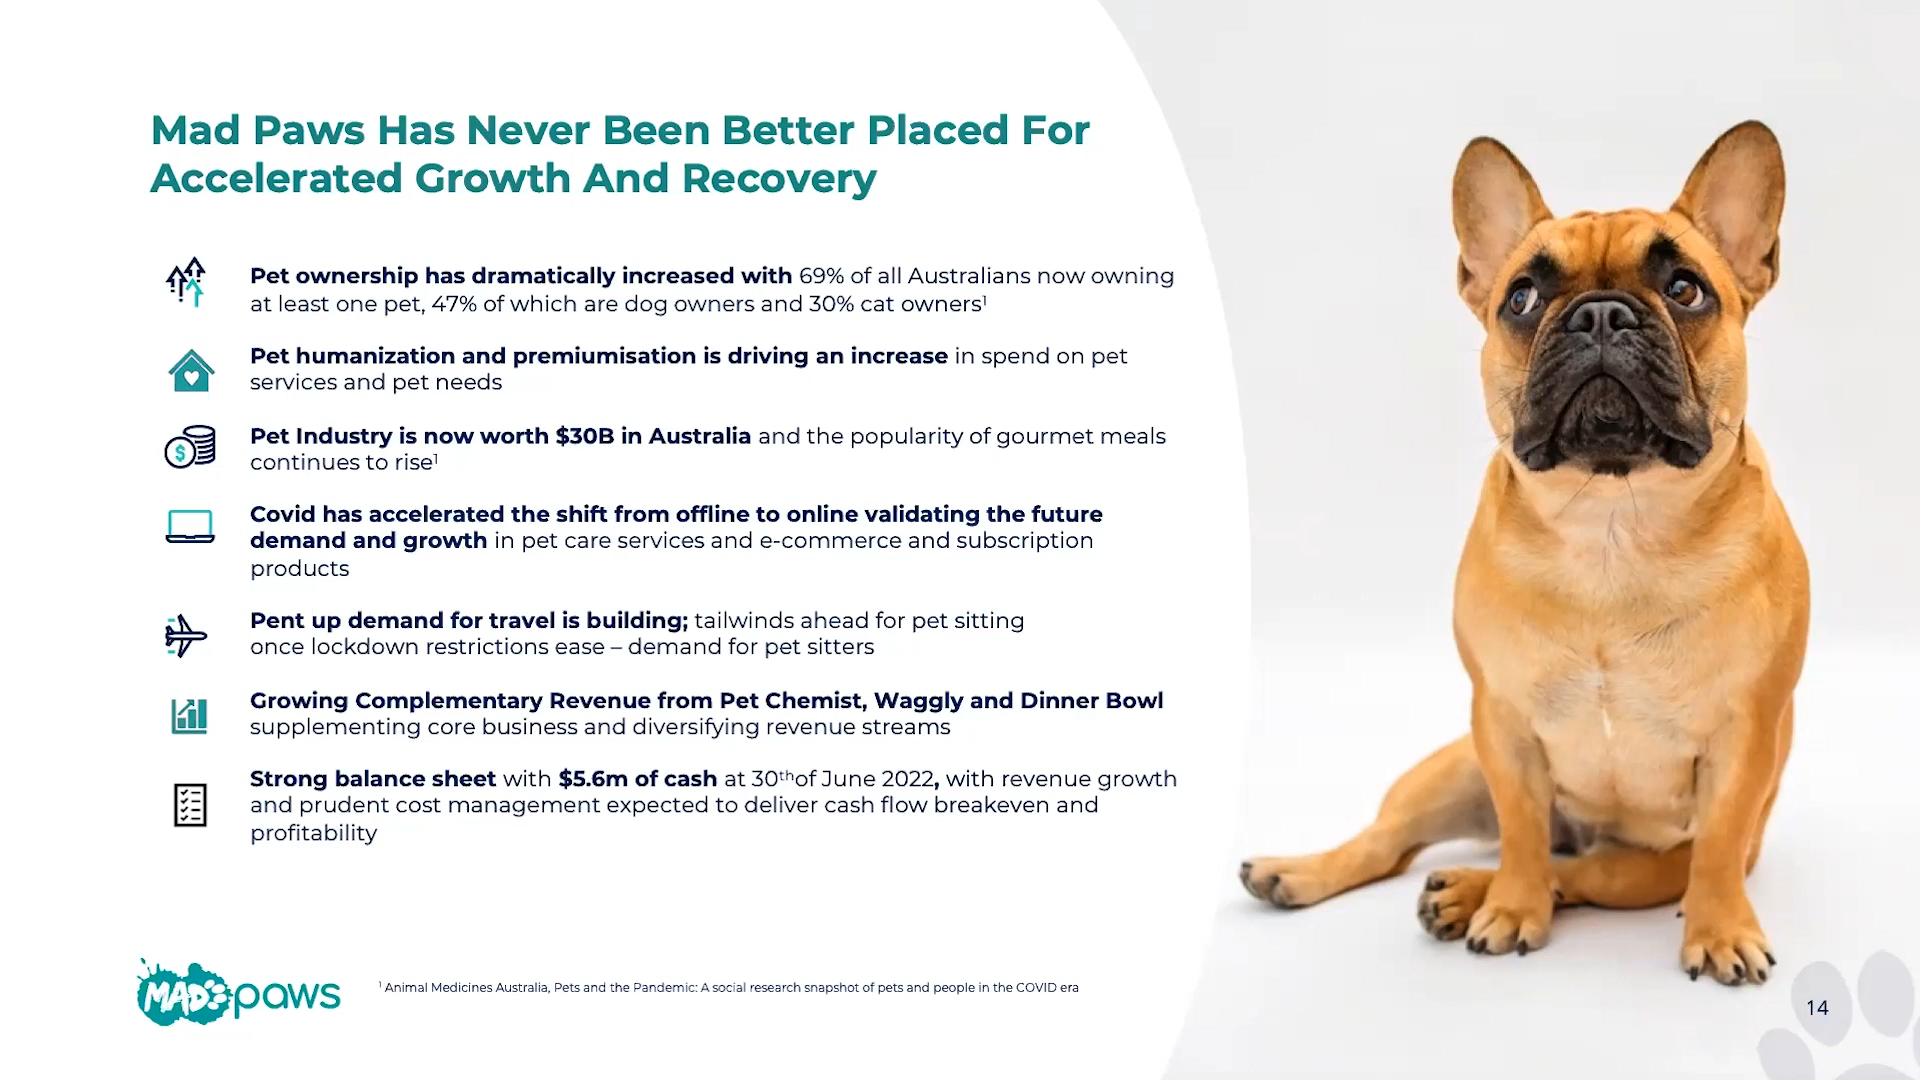 Mad Paws Has Never Been Better Placed For
Accelerated Growth And Recovery
Pet ownership has dramatically increased with 69% of all Australians now owning
at least one pet, 47% of which are dog owners and 30% cat owners¹
Pet humanization and premiumisation is driving an increase in spend on pet
services and pet needs
$
Pet Industry is now worth $30B in Australia and the popularity of gourmet meals
continues to rise¹
Covid has accelerated the shift from offline to online validating the future
demand and growth in pet care services and e-commerce and subscription
products
Pent up demand for travel is building; tailwinds ahead for pet sitting
once lockdown restrictions ease – demand for pet sitters
Growing Complementary Revenue from Pet Chemist, Waggly and Dinner Bowl
supplementing core business and diversifying revenue streams
Strong balance sheet with $5.6m of cash at 30ᵗʰof June 2022, with revenue growth
and prudent cost management expected to deliver cash flow breakeven and
profitability
MAD paws
¹ Animal Medicines Australia, Pets and the Pandemic: A social research snapshot of pets and people in the COVID era
14